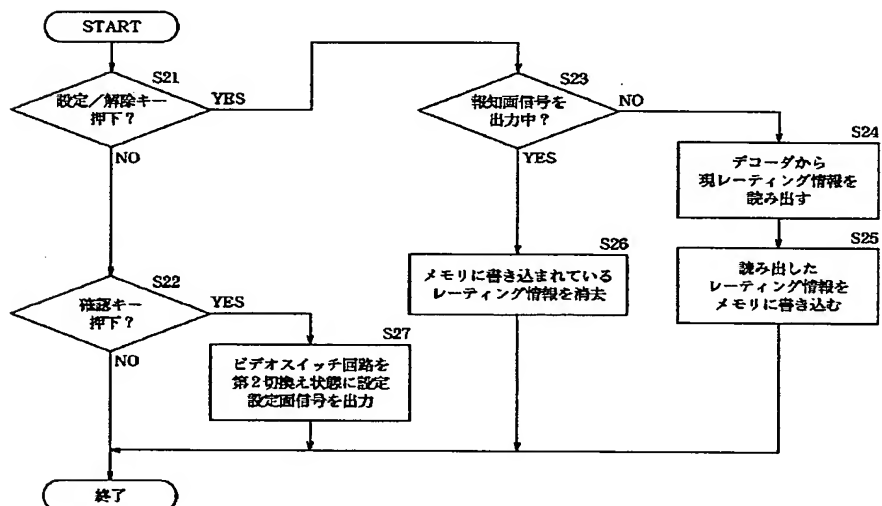 START
S21
設定/解除キー
押下?
YES
NO
S23
報知画信号を
出力中?
NO
YES
S24
デコーダから
現レーティング情報を
読み出す
S25
読み出した
レーティング情報を
メモリに書き込む
S26
メモリに書き込まれている
レーティング情報を消去
S22
確認キー
押下?
YES
NO
S27
ビデオスイッチ回路を
第2切換え状態に設定
設定画信号を出力
終了